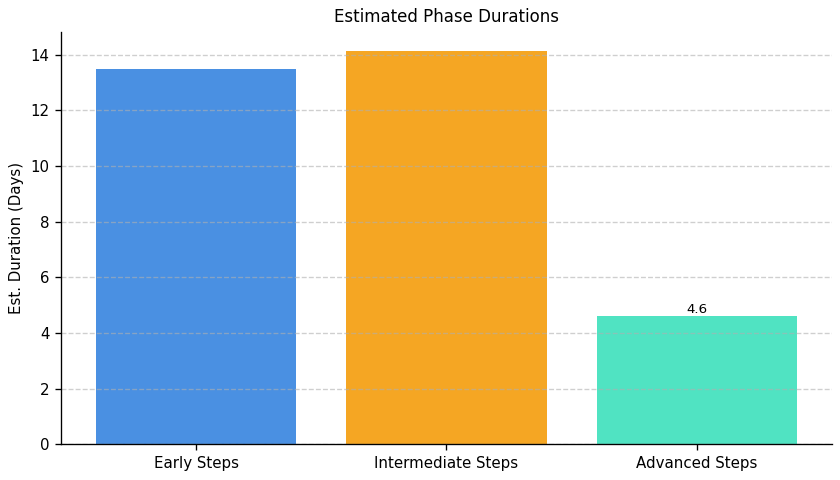 Estimated Phase Durations
Est. Duration (Days)
14
12
10
8
6
4
2
0
4.6
Early Steps
Intermediate Steps
Advanced Steps